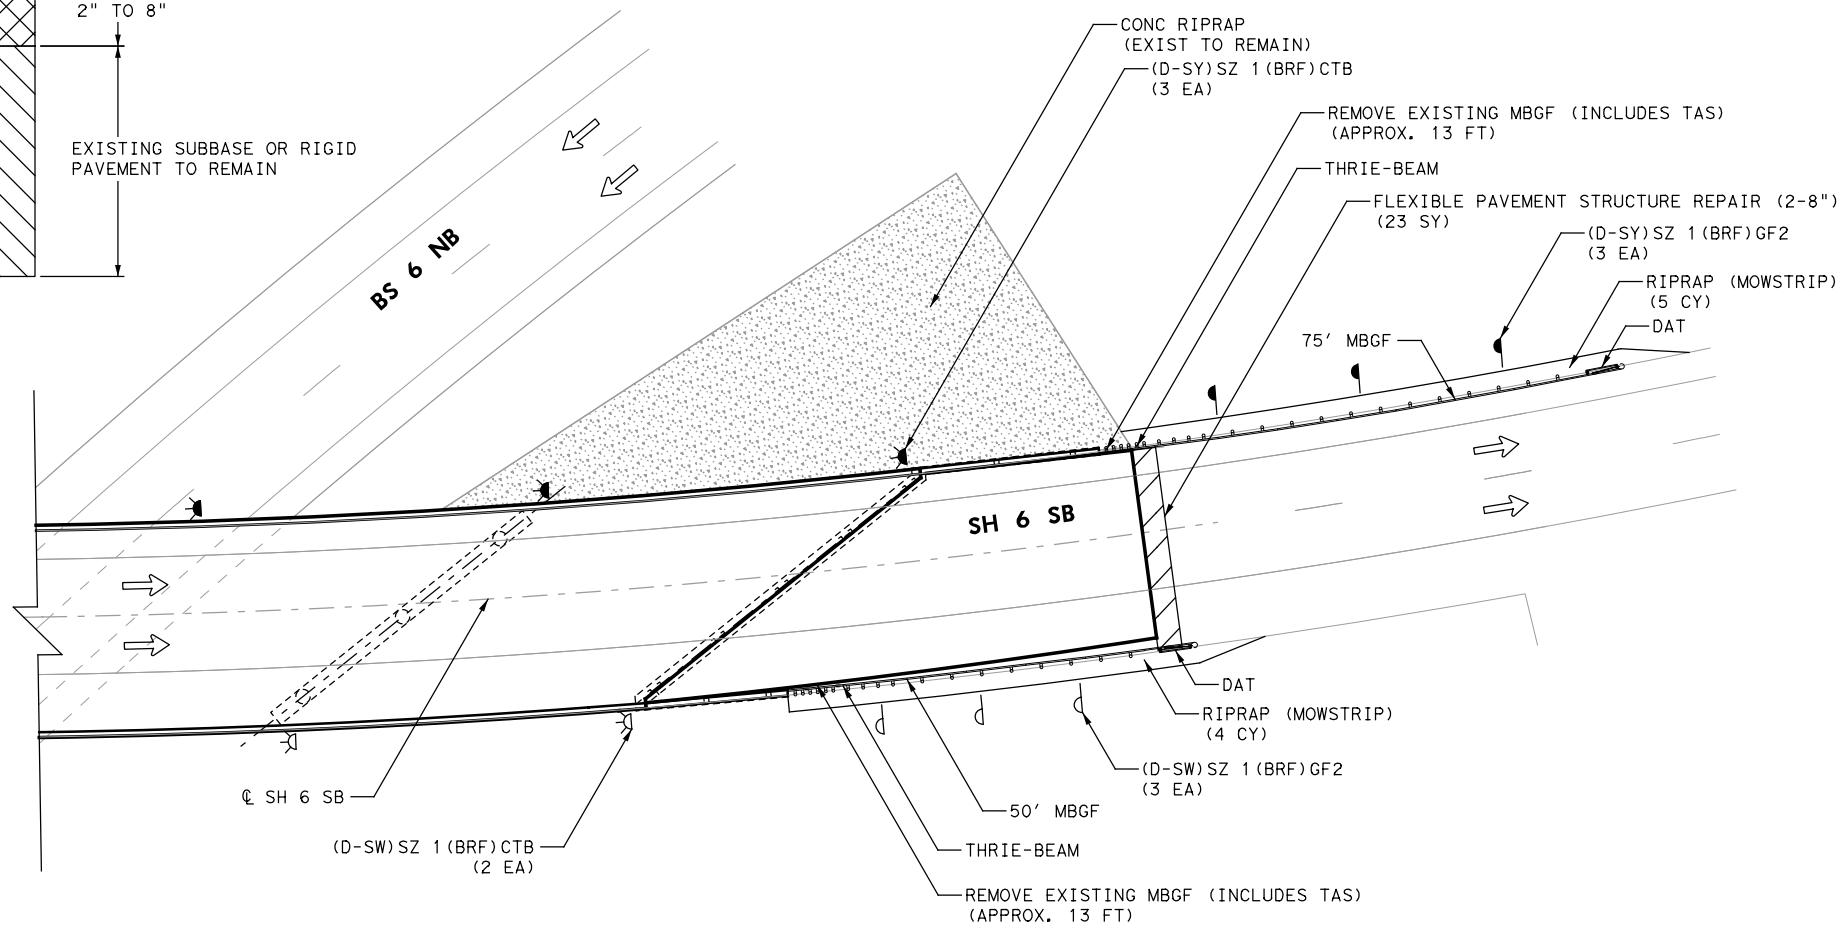 2" TO 8"
EXISTING SUBBASE OR RIGID
PAVEMENT TO REMAIN
BS 6 NB
CONC RIPRAP
(EXIST TO REMAIN)
(D-SY)SZ 1(BRF)CTB
(3 EA)
REMOVE EXISTING MBGF (INCLUDES TAS)
(APPROX. 13 FT)
THRIE-BEAM
FLEXIBLE PAVEMENT STRUCTURE REPAIR (2-8")
(23 SY)
(D-SY)SZ 1(BRF)GF2
(3 EA)
RIPRAP (MOWSTRIP)
(5 CY)
DAT
75' MBGF
SH 6 SB
DAT
RIPRAP (MOWSTRIP)
(4 CY)
(D-SW)SZ 1(BRF)GF2
(3 EA)
℄ SH 6 SB
50' MBGF
(D-SW)SZ 1(BRF)CTB
(2 EA)
THRIE-BEAM
REMOVE EXISTING MBGF (INCLUDES TAS)
(APPROX. 13 FT)